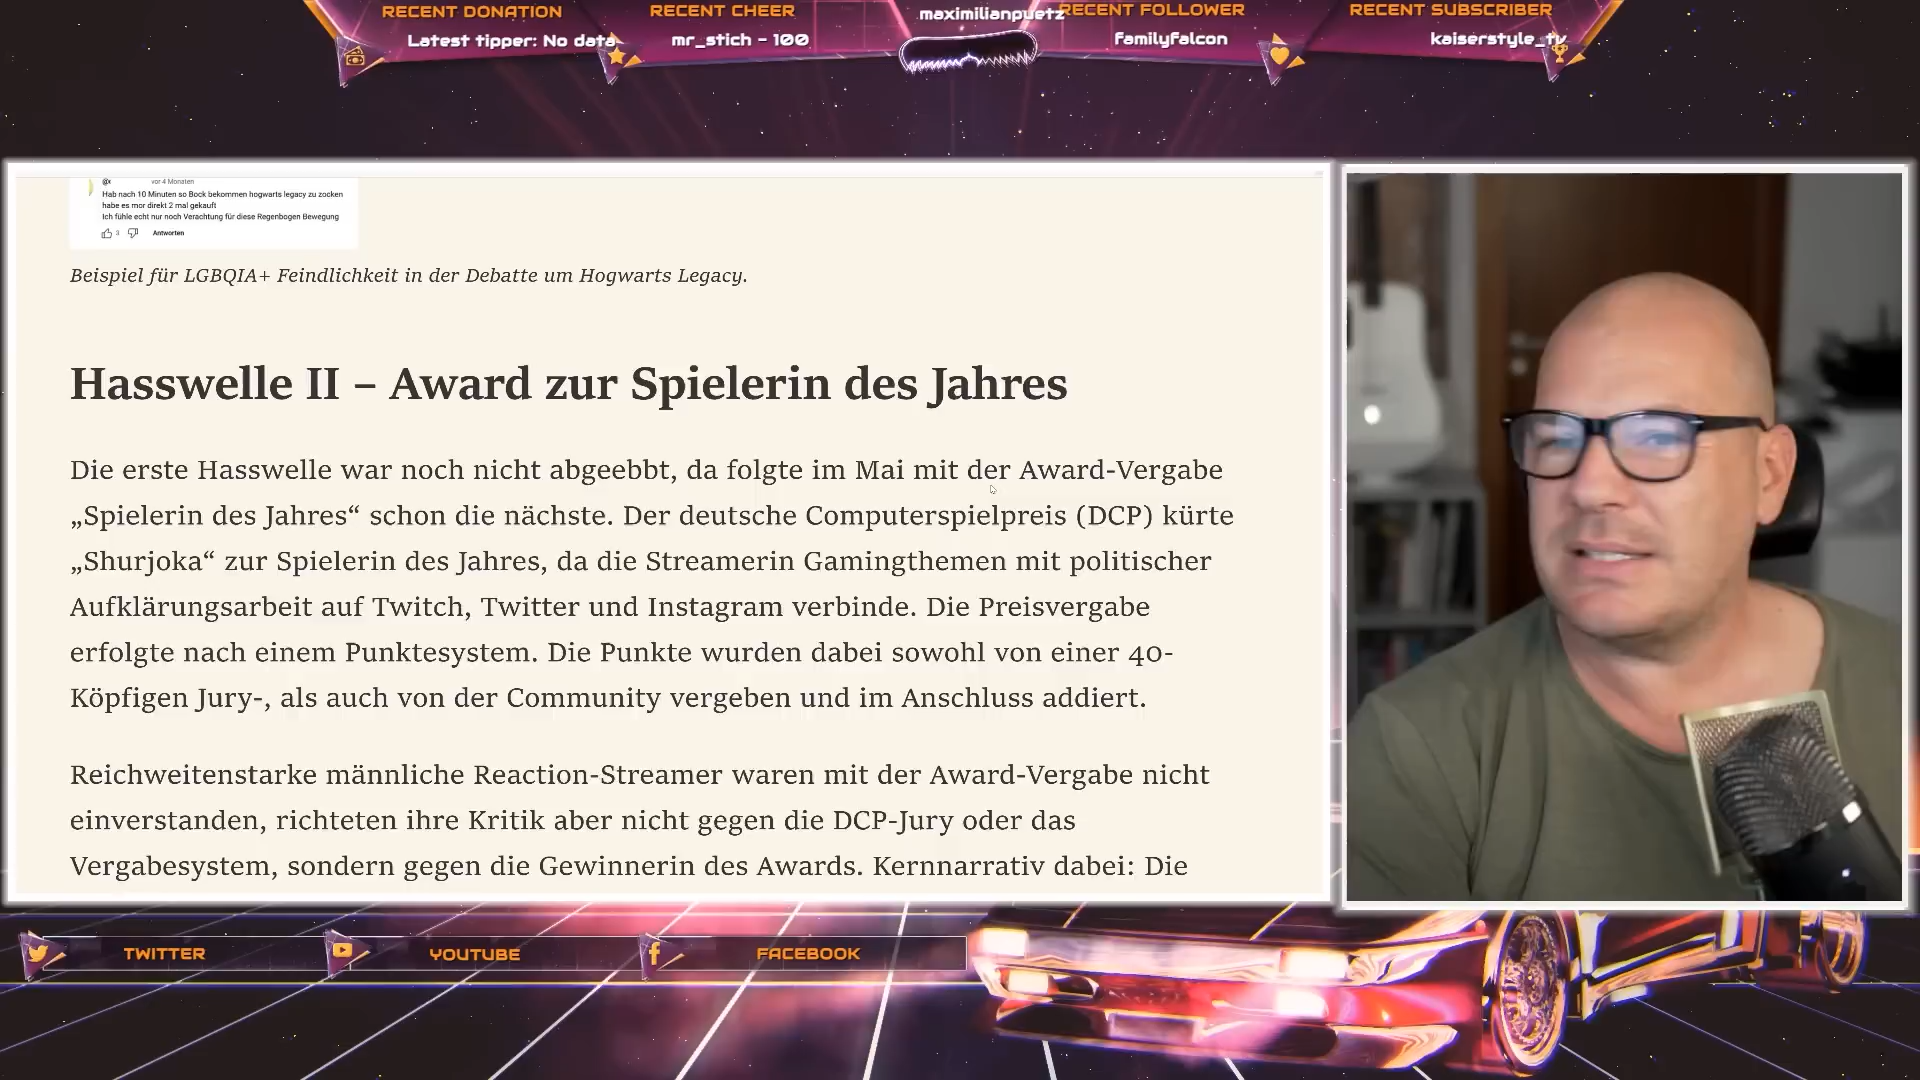 RECENT DONATION
Latest tipper: No data
RECENT CHEER
mr_stich - 100
maximilianpuetz
RECENT FOLLOWER
familyfalcon
RECENT SUBSCRIBER
kaiserstyle_tv
@x vor 4 Monaten
Hab nach 10 Minuten so Bock bekommen hogwarts legacy zu zocken
habe es mor direkt 2 mal gekauft
Ich fühle echt nur noch Verachtung für diese Regenbogen Bewegung
3 Antworten
Beispiel für LGBQIA+ Feindlichkeit in der Debatte um Hogwarts Legacy.
Hasswelle II – Award zur Spielerin des Jahres
Die erste Hasswelle war noch nicht abgeebbt, da folgte im Mai mit der Award-Vergabe
„Spielerin des Jahres“ schon die nächste. Der deutsche Computerspielpreis (DCP) kürte
„Shurjoka“ zur Spielerin des Jahres, da die Streamerin Gamingthemen mit politischer
Aufklärungsarbeit auf Twitch, Twitter und Instagram verbinde. Die Preisvergabe
erfolgte nach einem Punktesystem. Die Punkte wurden dabei sowohl von einer 40-
Köpfigen Jury-, als auch von der Community vergeben und im Anschluss addiert.
Reichweitenstarke männliche Reaction-Streamer waren mit der Award-Vergabe nicht
einverstanden, richteten ihre Kritik aber nicht gegen die DCP-Jury oder das
Vergabesystem, sondern gegen die Gewinnerin des Awards. Kernnarrativ dabei: Die
TWITTER
YOUTUBE
FACEBOOK